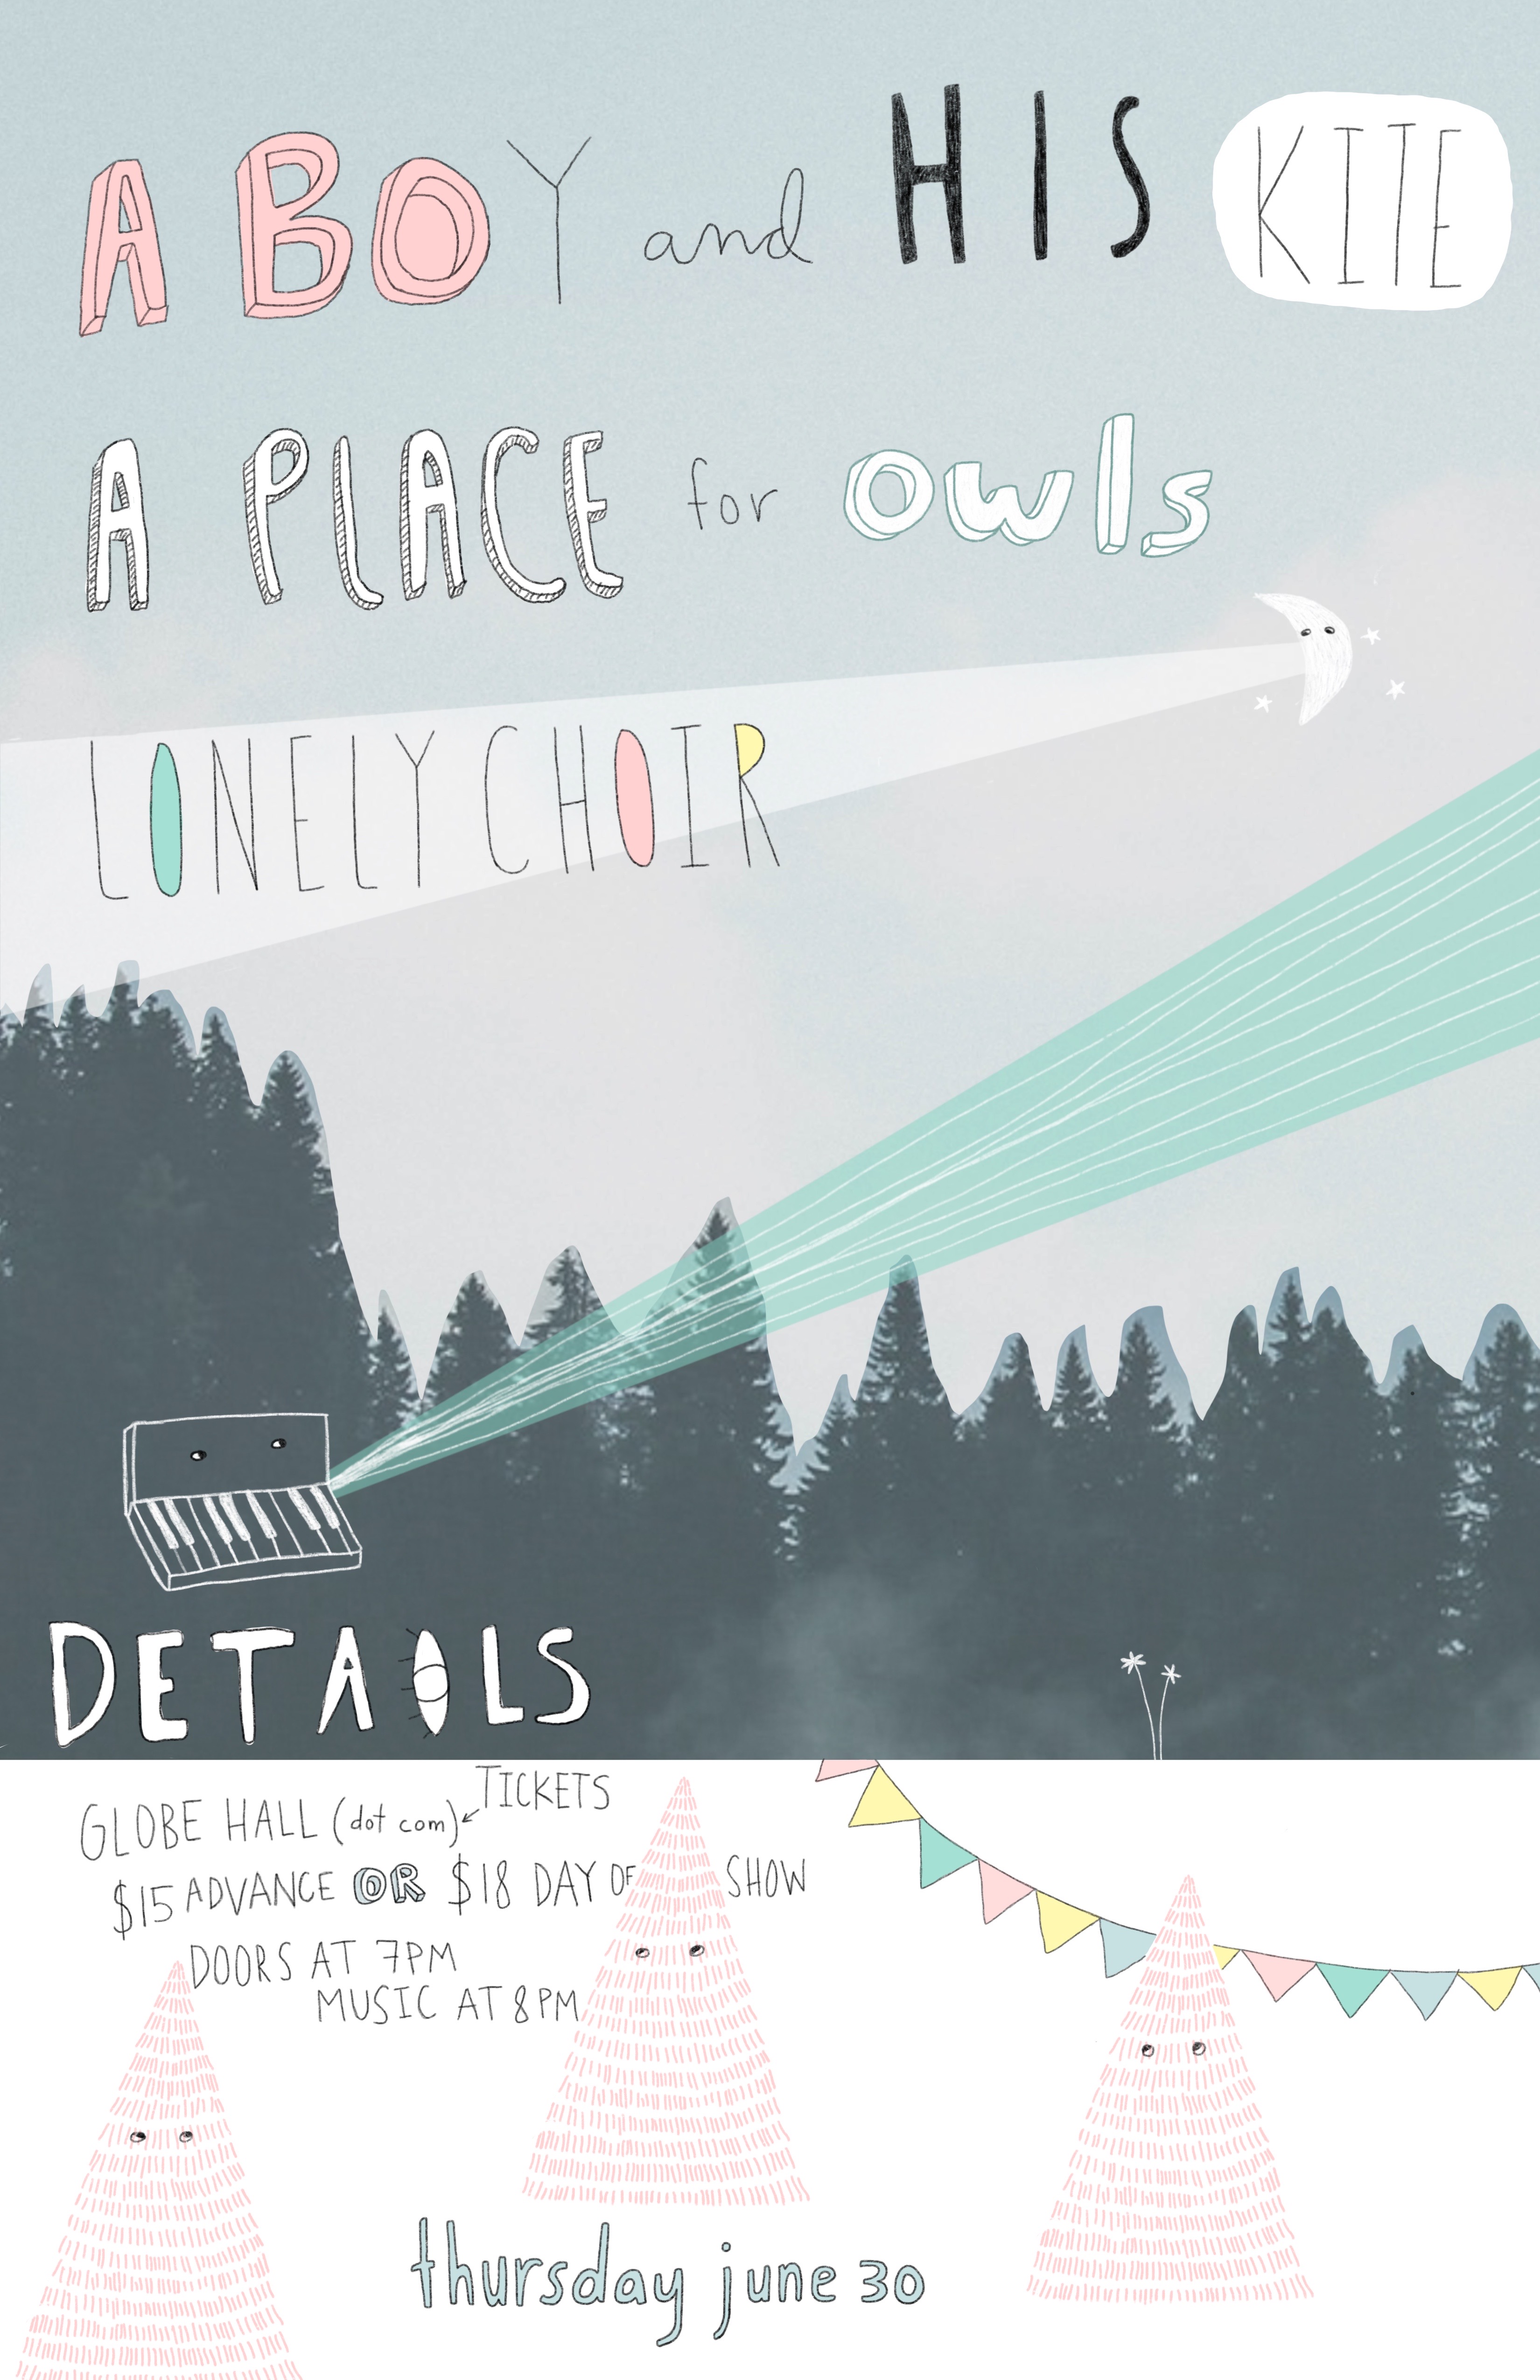 A BOY and HIS KITE
A PLACE for owls
LONELY CHOIR
DETAILS
TICKETS
GLOBE HALL (dot com)
$15 ADVANCE OR $18 DAY OF SHOW
DOORS AT 7PM
MUSIC AT 8PM
thursday june 30